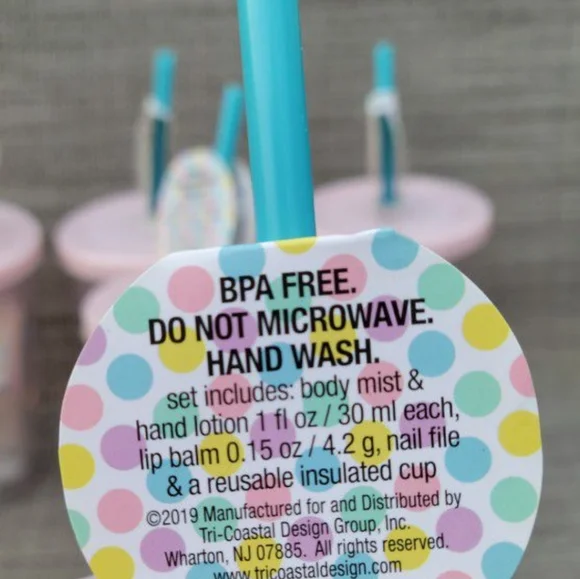 BPA FREE.
DO NOT MICROWAVE.
HAND WASH.
set includes: body mist &
hand lotion 1 fl oz / 30 ml each,
lip balm 0.15 oz / 4.2 g, nail file
& a reusable insulated cup
©2019 Manufactured for and Distributed by
Tri-Coastal Design Group, Inc.
Wharton, NJ 07885. All rights reserved.
www.tricoastaldesign.com